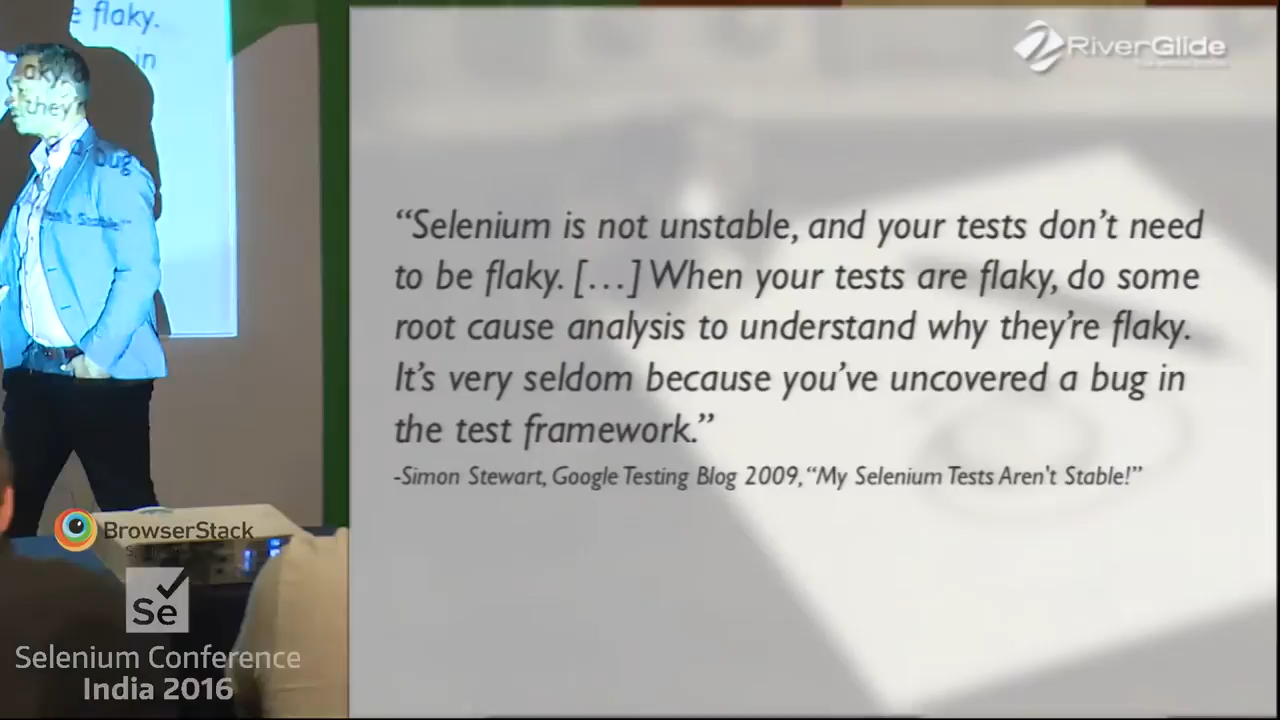 e flaky.
in
aky,
they'r
a bug
RiverGlide
“Selenium is not unstable, and your tests don’t need
to be flaky. […] When your tests are flaky, do some
root cause analysis to understand why they’re flaky.
It’s very seldom because you’ve uncovered a bug in
the test framework.”
-Simon Stewart, Google Testing Blog 2009, “My Selenium Tests Aren't Stable!”
BrowserStack
Se
Selenium Conference
India 2016